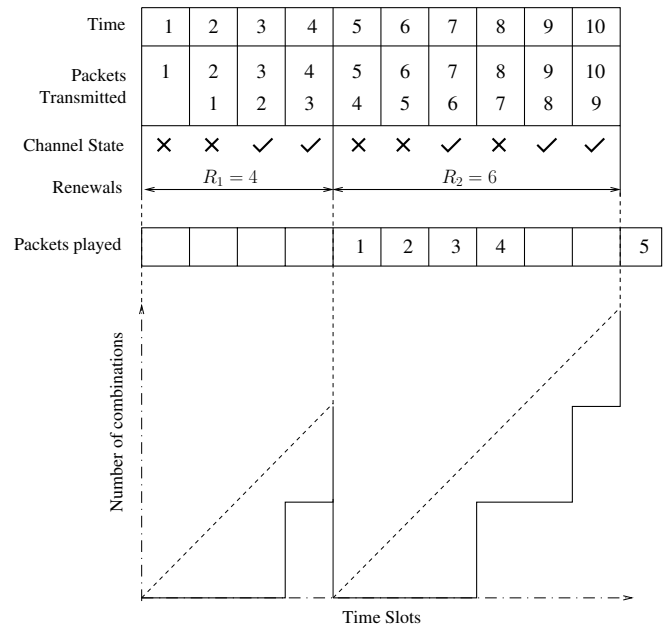 Time 1 2 3 4 5 6 7 8 9 10
Packets 1 2 3 4 5 6 7 8 9 10
Transmitted 1 2 3 4 5 6 7 8 9
Channel State × × ✓ ✓ × × ✓ × ✓ ✓
Renewals R₁ = 4 R₂ = 6
Packets played 1 2 3 4 5
Number of combinations
Time Slots